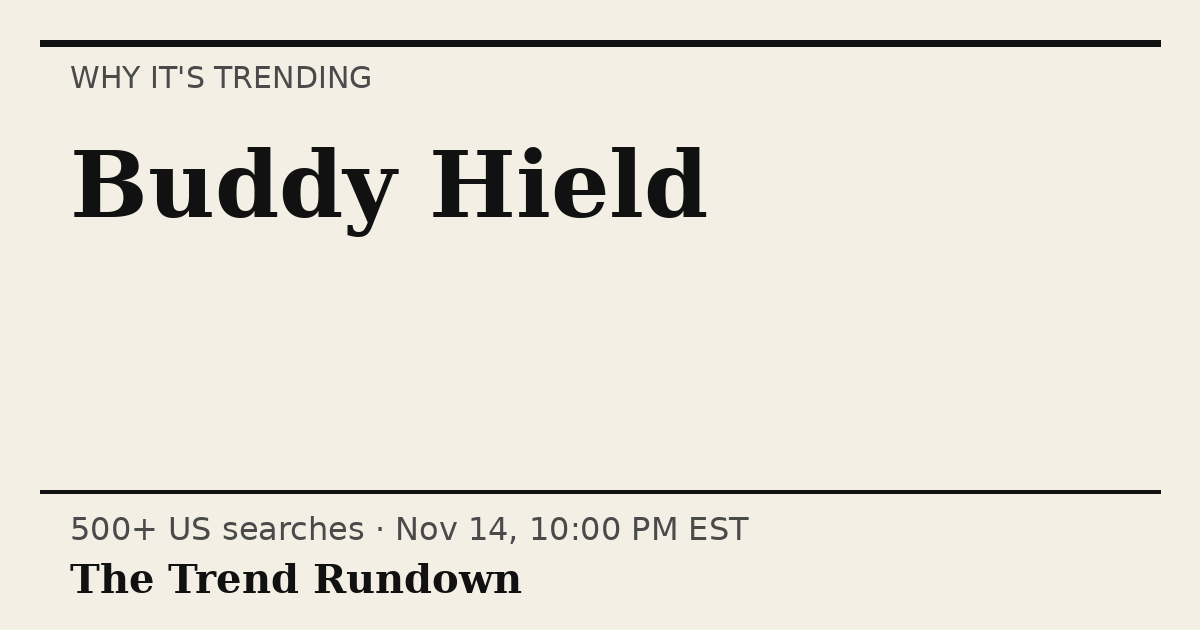 WHY IT'S TRENDING
Buddy Hield
500+ US searches · Nov 14, 10:00 PM EST
The Trend Rundown